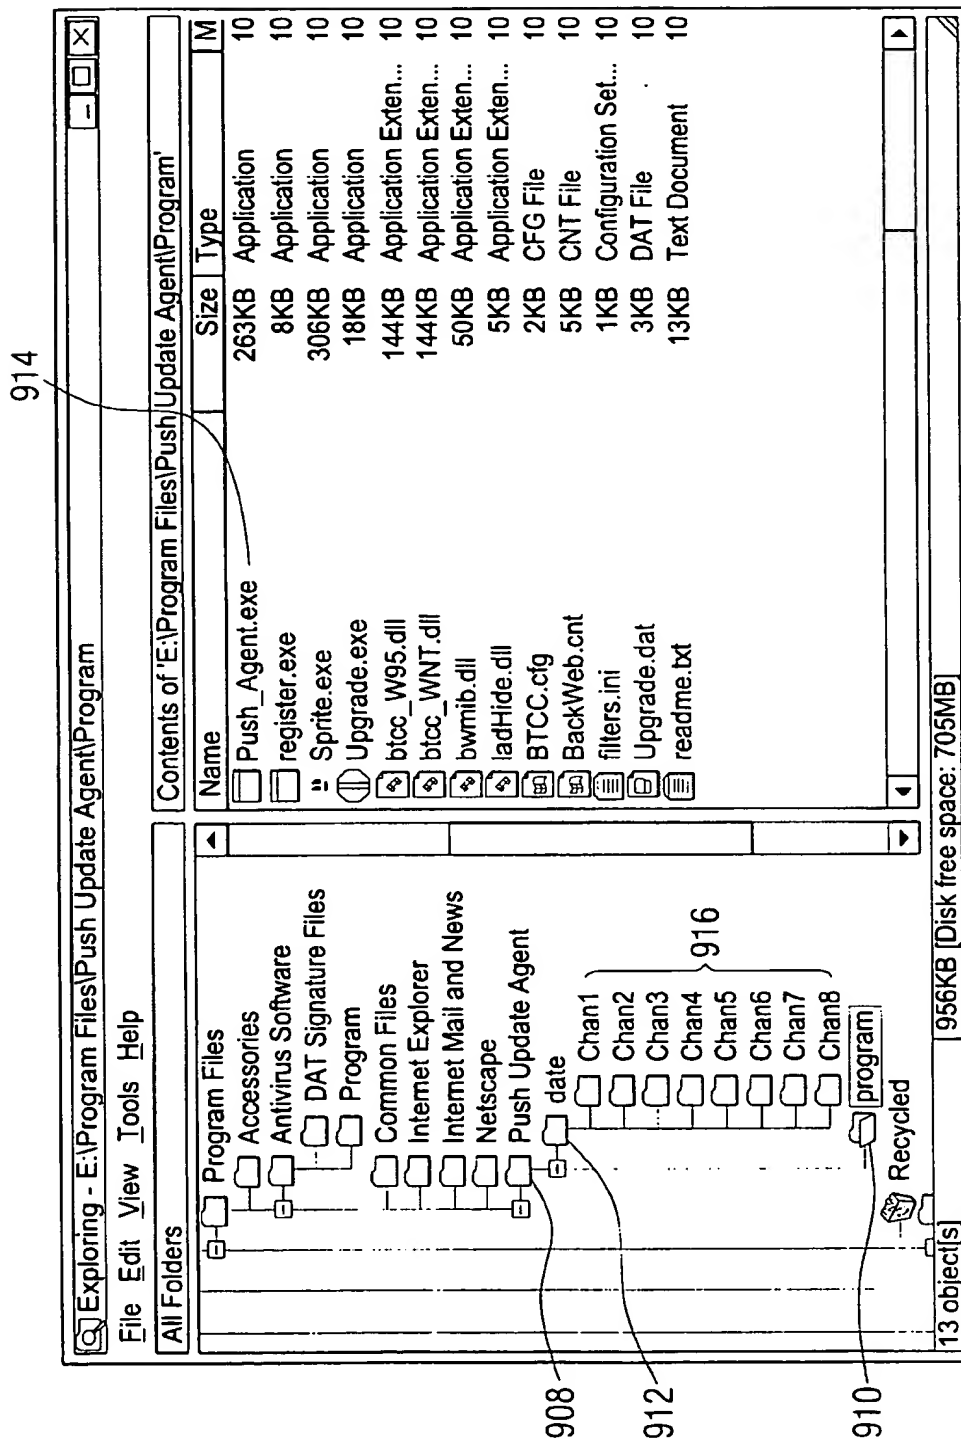 914
Exploring - E:\Program Files\Push Update Agent\Program
File Edit View Tools Help
All Folders
Contents of 'E:\Program Files\Push Update Agent\Program'
Program Files
Accessories
Antivirus Software
DAT Signature Files
Program
Common Files
Internet Explorer
Internet Mail and News
Netscape
Push Update Agent
date
Chan1
Chan2
Chan3
Chan4
Chan5
Chan6
Chan7
Chan8
916
program
Recycled
Name Size Type M
Push_Agent.exe 263KB Application 10
register.exe 8KB Application 10
Sprite.exe 306KB Application 10
Upgrade.exe 18KB Application 10
btcc_W95.dll 144KB Application Exten... 10
btcc_WNT.dll 144KB Application Exten... 10
bwmib.dll 50KB Application Exten... 10
ladHide.dll 5KB Application Exten... 10
BTCC.cfg 2KB CFG File 10
BackWeb.cnt 5KB CNT File 10
filters.ini 1KB Configuration Set... 10
Upgrade.dat 3KB DAT File 10
readme.txt 13KB Text Document 10
13 object[s] 956KB [Disk free space: 705MB]
908
912
910